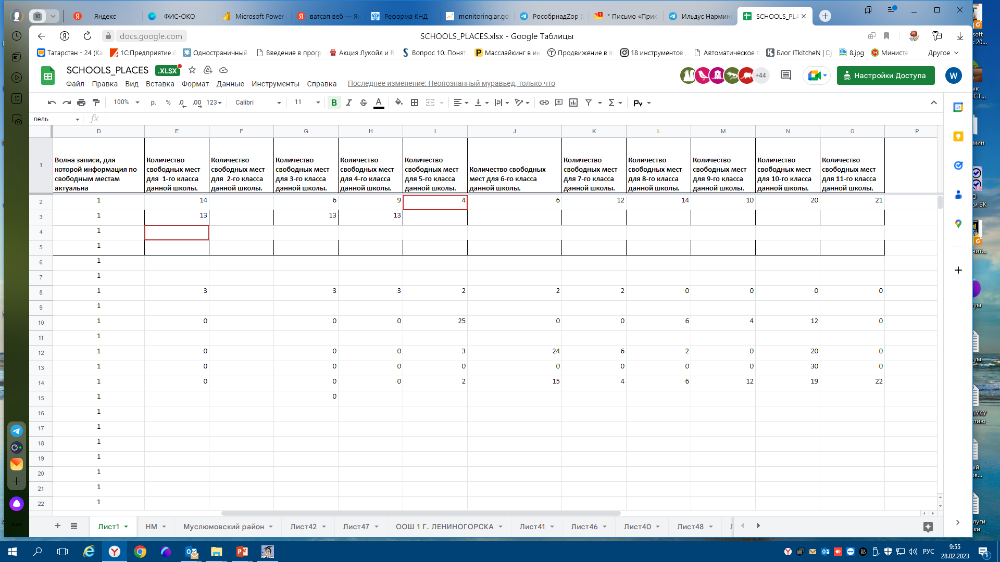 10
Яндекс
ФИС-ОКО
Microsoft Power
ватсап веб — Ян
Реформа КНД
monitoring.ar.go
РособрнадZор (
* Письмо «Прик
Ильдус Нарминс
SCHOOLS_PLA
docs.google.com
SCHOOLS_PLACES.xlsx - Google Таблицы
Татарстан - 24 (Ка
1С:Предприятие 8
Одностраничный
Введение в прогр
Акция Лукойл и R
Вопрос 10. Понят
Масслайкинг в ин
Продвижение в Ir
18 инструментов
Автоматическое г
Блог ITkitcheN | Dj
8.jpg
Министе
Другое
SCHOOLS_PLACES
.XLSX
+44
Настройки Доступа
W
Файл Правка Вид Вставка Формат Данные Инструменты Справка
Последнее изменение: Неопознанный муравьед, только что
100% р. % .0 .00 123 Calibri 11 B I S A Σ Py
лель fx
D E F G H I J K L M N O P
1
Волна записи, для
которой информация по
свободным местам
актуальна
Количество
свободных мест
для 1-го класса
данной школы.
Количество
свободных мест
для 2-го класса
данной школы.
Количество
свободных мест
для 3-го класса
данной школы.
Количество
свободных мест
для 4-го класса
данной школы.
Количество
свободных мест
для 5-го класса
данной школы.
Количество свободных
мест для 6-го класса
данной школы.
Количество
свободных мест
для 7-го класса
данной школы.
Количество
свободных мест
для 8-го класса
данной школы.
Количество
свободных мест
для 9-го класса
данной школы.
Количество
свободных мест
для 10-го класса
данной школы.
Количество
свободных мест
для 11-го класса
данной школы.
2 1 14 6 9 4 6 12 14 10 20 21
3 1 13 13 13
4 1
5 1
6 1
7 1
8 1 3 3 3 2 2 2 0 0 0 0
9 1
10 1 0 0 0 25 0 0 6 4 12 0
11 1
12 1 0 0 0 3 24 6 2 0 20 0
13 1 0 0 0 0 0 0 0 0 30 0
14 1 0 0 0 2 15 4 6 12 19 22
15 1 0
16 1
17 1
18 1
19 1
20 1
21 1
22 1
Лист1 НМ Муслюмовский район Лист42 Лист47 ООШ 1 Г. ЛЕНИНОГОРСКА Лист41 Лист46 Лист40 Лист48
РУС
9:55
28.02.2023